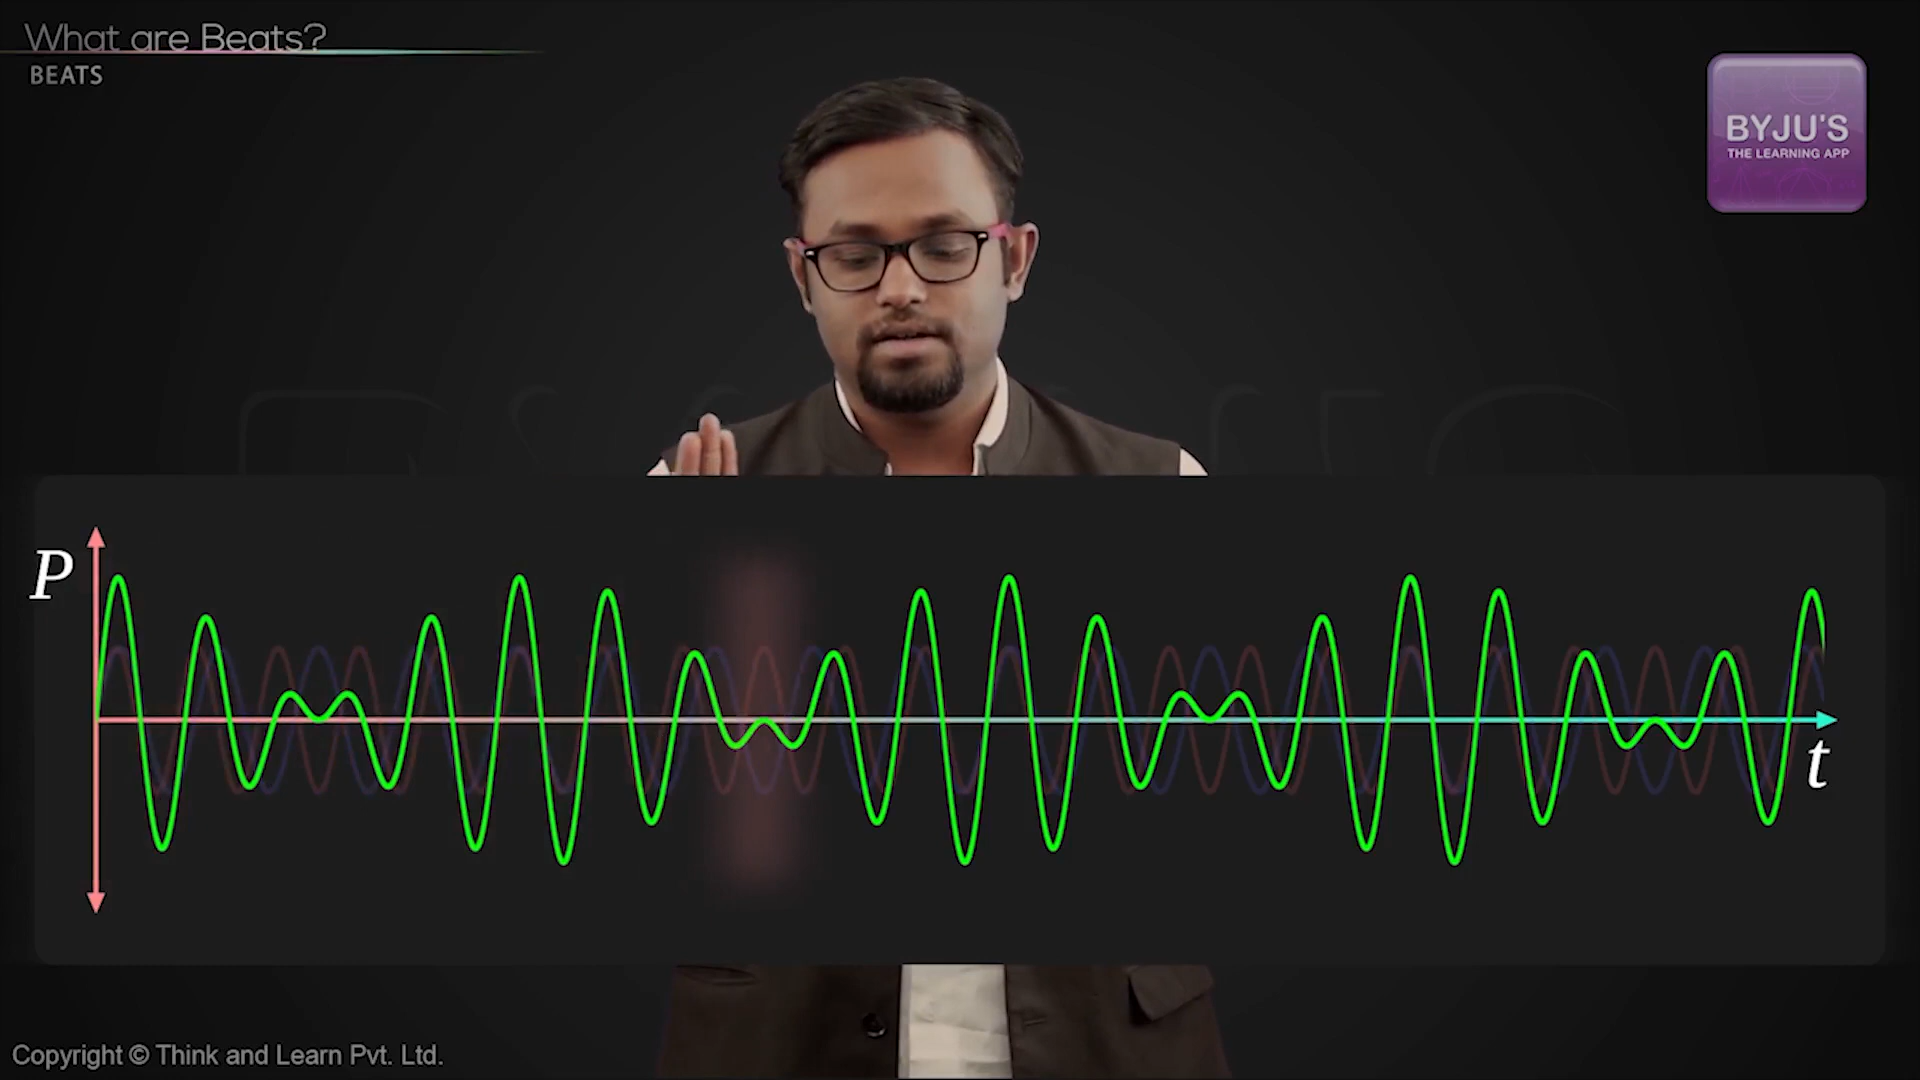 What are Beats?
BEATS
BYJU'S
THE LEARNING APP
P
t
Copyright © Think and Learn Pvt. Ltd.